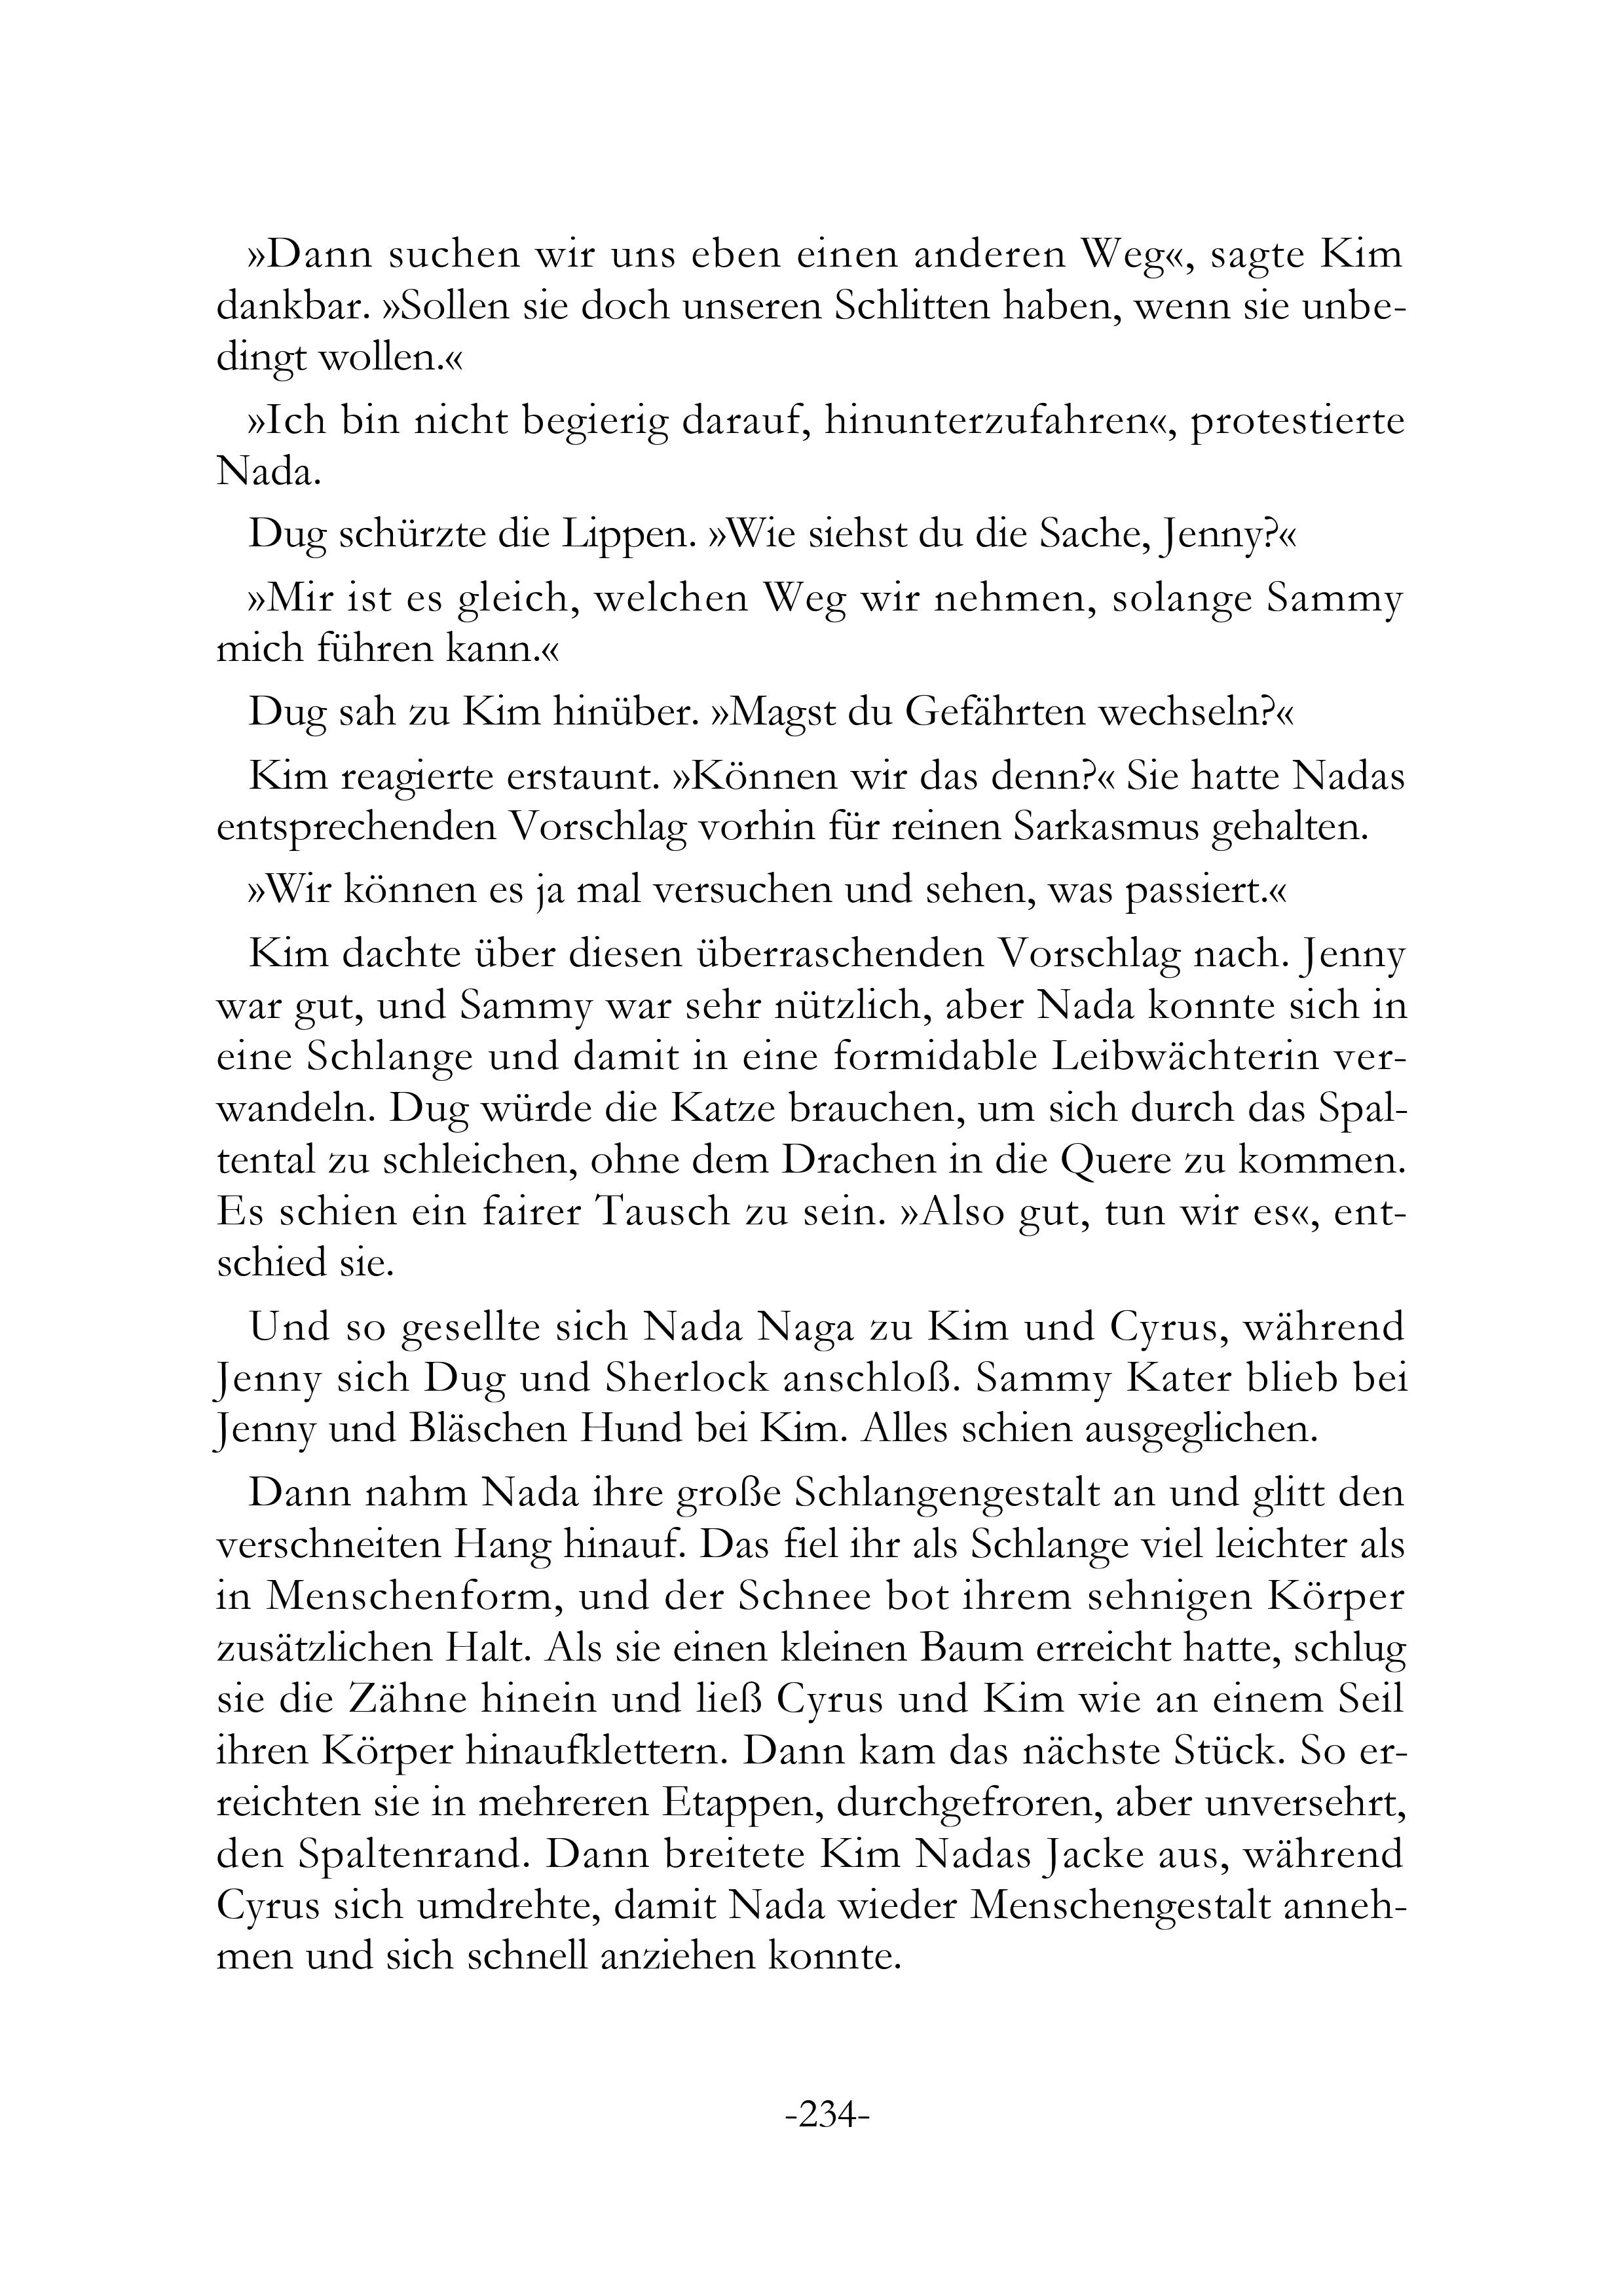 »Dann suchen wir uns eben einen anderen Weg«, sagte Kim
dankbar. »Sollen sie doch unseren Schlitten haben, wenn sie unbe-
dingt wollen.«
»Ich bin nicht begierig darauf, hinunterzufahren«, protestierte
Nada.
Dug schürzte die Lippen. »Wie siehst du die Sache, Jenny?«
»Mir ist es gleich, welchen Weg wir nehmen, solange Sammy
mich führen kann.«
Dug sah zu Kim hinüber. »Magst du Gefährten wechseln?«
Kim reagierte erstaunt. »Können wir das denn?« Sie hatte Nadas
entsprechenden Vorschlag vorhin für reinen Sarkasmus gehalten.
»Wir können es ja mal versuchen und sehen, was passiert.«
Kim dachte über diesen überraschenden Vorschlag nach. Jenny
war gut, und Sammy war sehr nützlich, aber Nada konnte sich in
eine Schlange und damit in eine formidable Leibwächterin ver-
wandeln. Dug würde die Katze brauchen, um sich durch das Spal-
tental zu schleichen, ohne dem Drachen in die Quere zu kommen.
Es schien ein fairer Tausch zu sein. »Also gut, tun wir es«, ent-
schied sie.
Und so gesellte sich Nada Naga zu Kim und Cyrus, während
Jenny sich Dug und Sherlock anschloß. Sammy Kater blieb bei
Jenny und Bläschen Hund bei Kim. Alles schien ausgeglichen.
Dann nahm Nada ihre große Schlangengestalt an und glitt den
verschneiten Hang hinauf. Das fiel ihr als Schlange viel leichter als
in Menschenform, und der Schnee bot ihrem sehnigen Körper
zusätzlichen Halt. Als sie einen kleinen Baum erreicht hatte, schlug
sie die Zähne hinein und ließ Cyrus und Kim wie an einem Seil
ihren Körper hinaufklettern. Dann kam das nächste Stück. So er-
reichten sie in mehreren Etappen, durchgefroren, aber unversehrt,
den Spaltenrand. Dann breitete Kim Nadas Jacke aus, während
Cyrus sich umdrehte, damit Nada wieder Menschengestalt anneh-
men und sich schnell anziehen konnte.
-234-